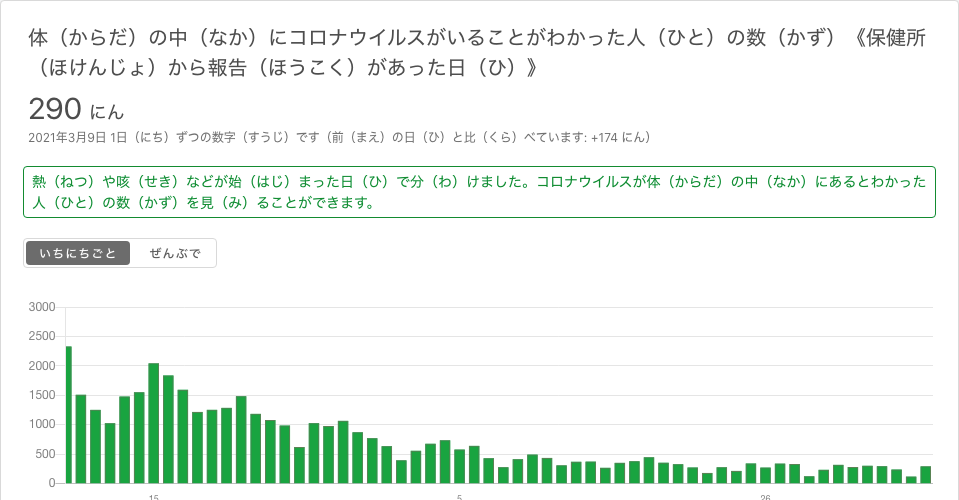 体（からだ）の中（なか）にコロナウイルスがいることがわかった人（ひと）の数（かず）《保健所
（ほけんじょ）から報告（ほうこく）があった日（ひ）》
290 にん
2021年3月9日 1日（にち）ずつの数字（すうじ）です（前（まえ）の日（ひ）と比（くら）べています: +174 にん）
熱（ねつ）や咳（せき）などが始（はじ）まった日（ひ）で分（わ）けました。コロナウイルスが体（からだ）の中（なか）にあるとわかった
人（ひと）の数（かず）を見（み）ることができます。
いちにちごと ぜんぶで
3000
2500
2000
1500
1000
500
0
15 5 26